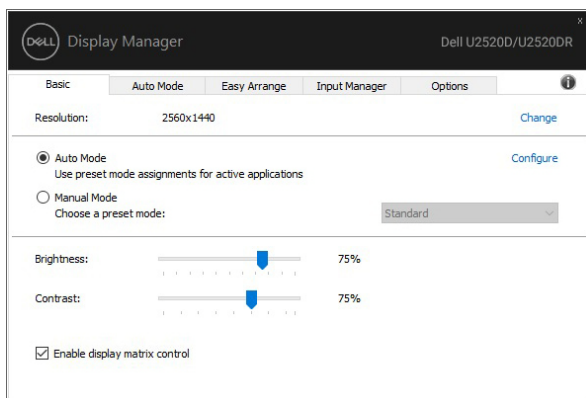 DELL Display Manager Dell U2520D/U2520DR x
Basic Auto Mode Easy Arrange Input Manager Options i
Resolution: 2560x1440 Change
Auto Mode Configure
Use preset mode assignments for active applications
Manual Mode
Choose a preset mode: Standard
Brightness: 75%
Contrast: 75%
Enable display matrix control